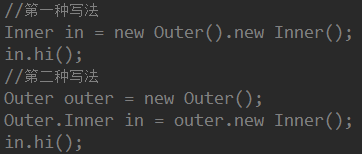 //第一种写法
Inner in = new Outer().new Inner();
in.hi();
//第二种写法
Outer outer = new Outer();
Outer.Inner in = outer.new Inner();
in.hi();